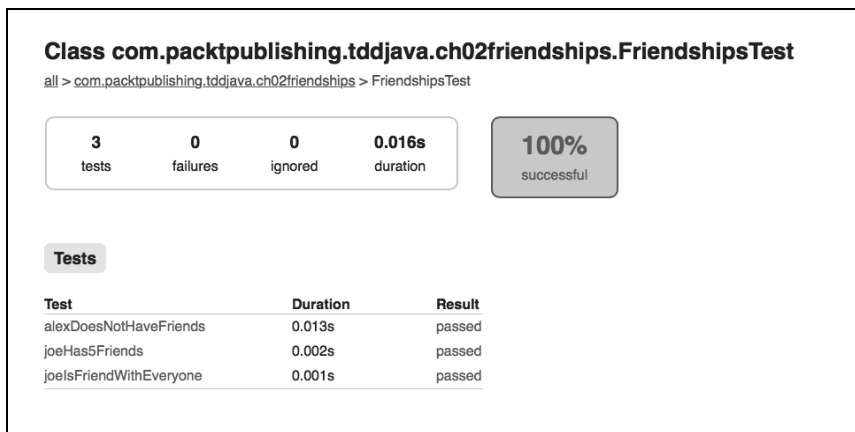 Class com.packtpublishing.tddjava.ch02friendships.FriendshipsTest
all > com.packtpublishing.tddjava.ch02friendships > FriendshipsTest
3 0 0 0.016s
tests failures ignored duration
100%
successful
Tests
Test Duration Result
alexDoesNotHaveFriends 0.013s passed
joeHas5Friends 0.002s passed
joeIsFriendWithEveryone 0.001s passed